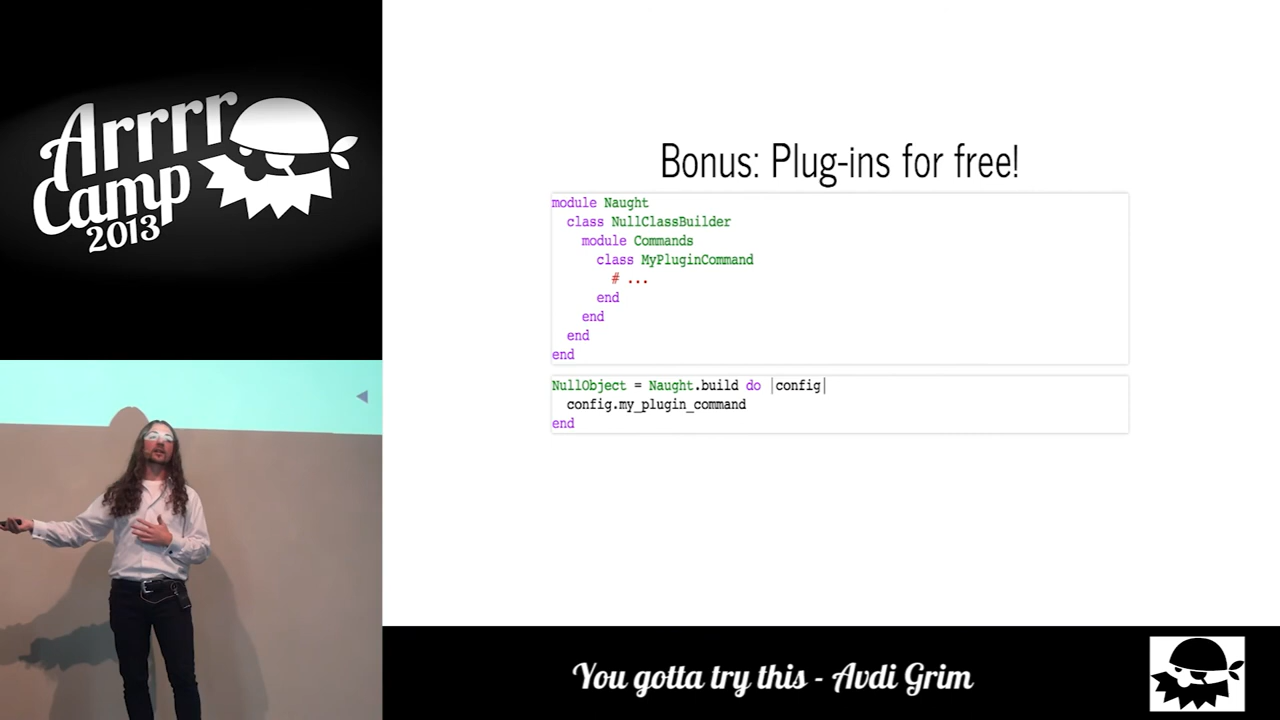 Arrrr
Camp
2013
Bonus: Plug-ins for free!
module Naught
  class NullClassBuilder
    module Commands
      class MyPluginCommand
        # ...
      end
    end
  end
end
NullObject = Naught.build do |config|
  config.my_plugin_command
end
You gotta try this - Avdi Grim